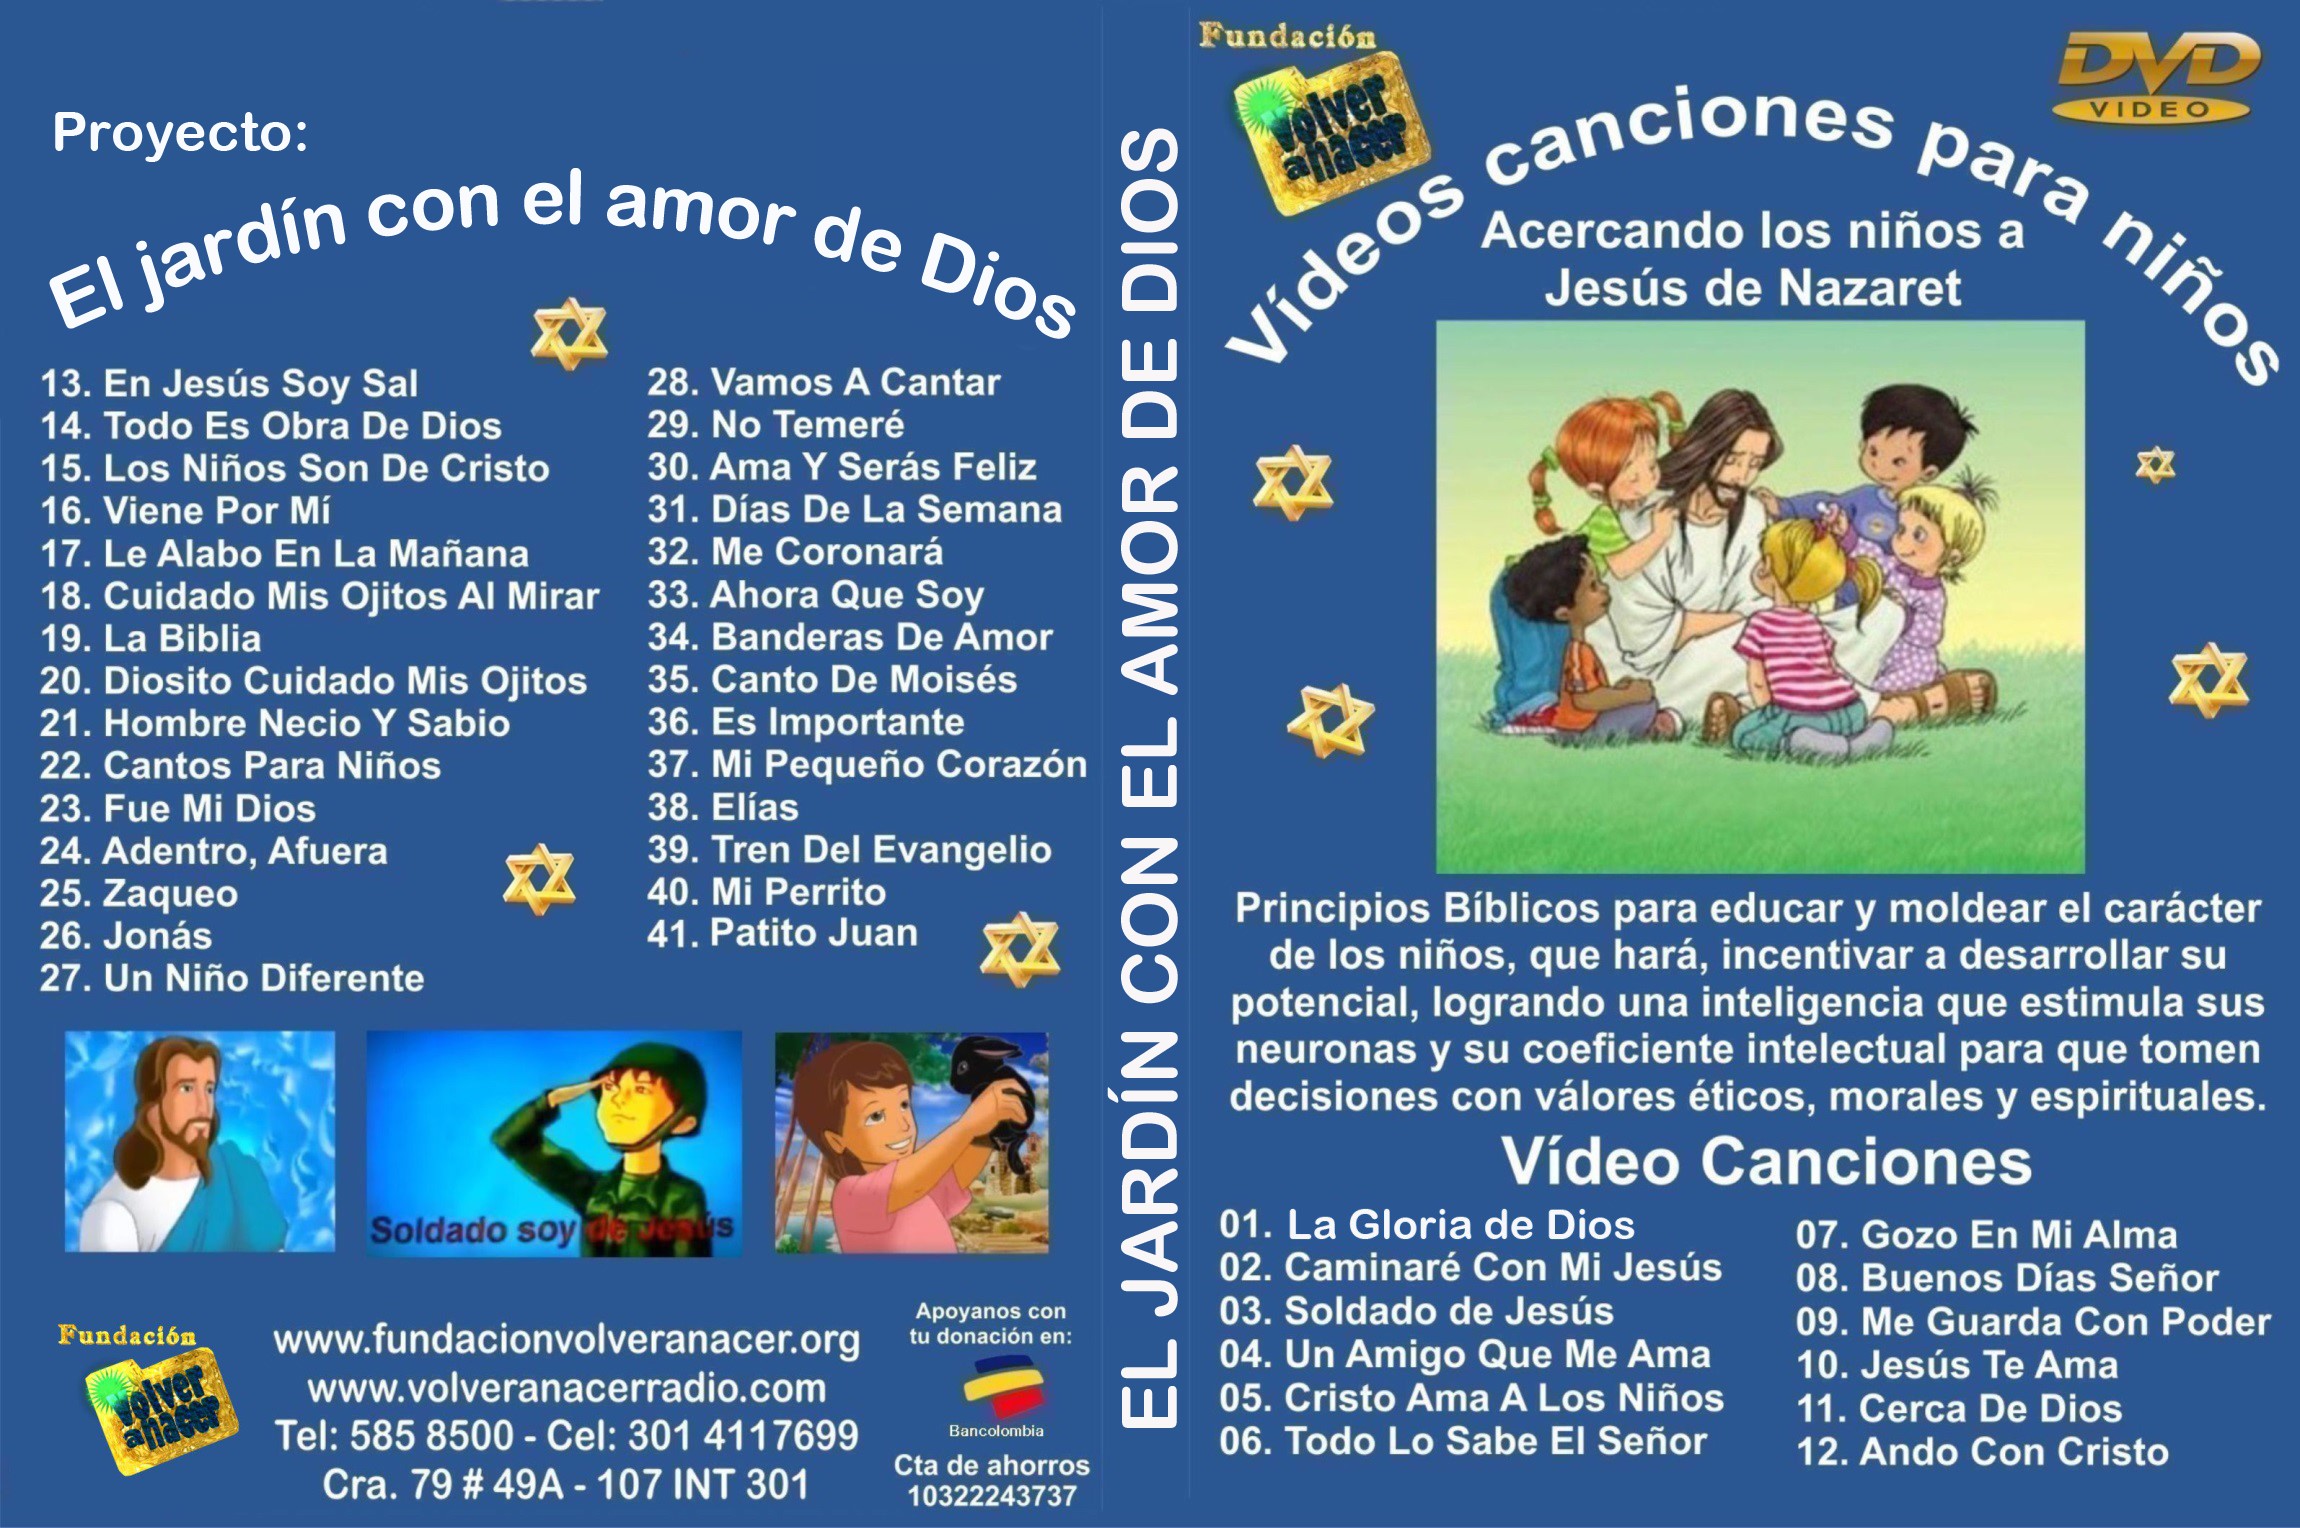 Proyecto:
El jardín con el amor de Dios
13. En Jesús Soy Sal
14. Todo Es Obra De Dios
15. Los Niños Son De Cristo
16. Viene Por Mí
17. Le Alabo En La Mañana
18. Cuidado Mis Ojitos Al Mirar
19. La Biblia
20. Diosito Cuidado Mis Ojitos
21. Hombre Necio Y Sabio
22. Cantos Para Niños
23. Fue Mi Dios
24. Adentro, Afuera
25. Zaqueo
26. Jonás
27. Un Niño Diferente
28. Vamos A Cantar
29. No Temeré
30. Ama Y Serás Feliz
31. Días De La Semana
32. Me Coronará
33. Ahora Que Soy
34. Banderas De Amor
35. Canto De Moisés
36. Es Importante
37. Mi Pequeño Corazón
38. Elías
39. Tren Del Evangelio
40. Mi Perrito
41. Patito Juan
Soldado soy de Jesús
Fundación
Volver
a Nacer
www.fundacionvolveranacer.org
www.volveranacerradio.com
Tel: 585 8500 - Cel: 301 4117699
Cra. 79 # 49A - 107 INT 301
Apoyanos con
tu donación en:
Bancolombia
Cta de ahorros
10322243737
EL JARDÍN CON EL AMOR DE DIOS
Fundación
Volver
a Nacer
DVD
VIDEO
Vídeos canciones para niños
Acercando los niños a
Jesús de Nazaret
Principios Bíblicos para educar y moldear el carácter
de los niños, que hará, incentivar a desarrollar su
potencial, logrando una inteligencia que estimula sus
neuronas y su coeficiente intelectual para que tomen
decisiones con válores éticos, morales y espirituales.
Vídeo Canciones
01. La Gloria de Dios
02. Caminaré Con Mi Jesús
03. Soldado de Jesús
04. Un Amigo Que Me Ama
05. Cristo Ama A Los Niños
06. Todo Lo Sabe El Señor
07. Gozo En Mi Alma
08. Buenos Días Señor
09. Me Guarda Con Poder
10. Jesús Te Ama
11. Cerca De Dios
12. Ando Con Cristo